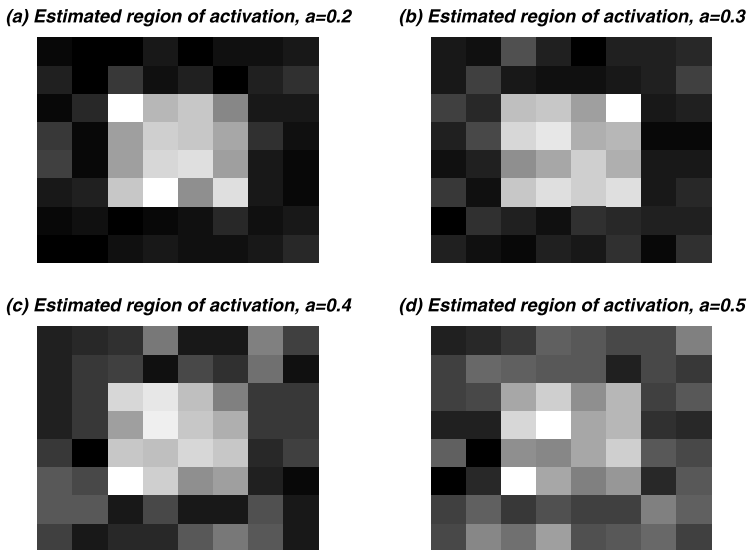 (a) Estimated region of activation, a=0.2
(b) Estimated region of activation, a=0.3
(c) Estimated region of activation, a=0.4
(d) Estimated region of activation, a=0.5